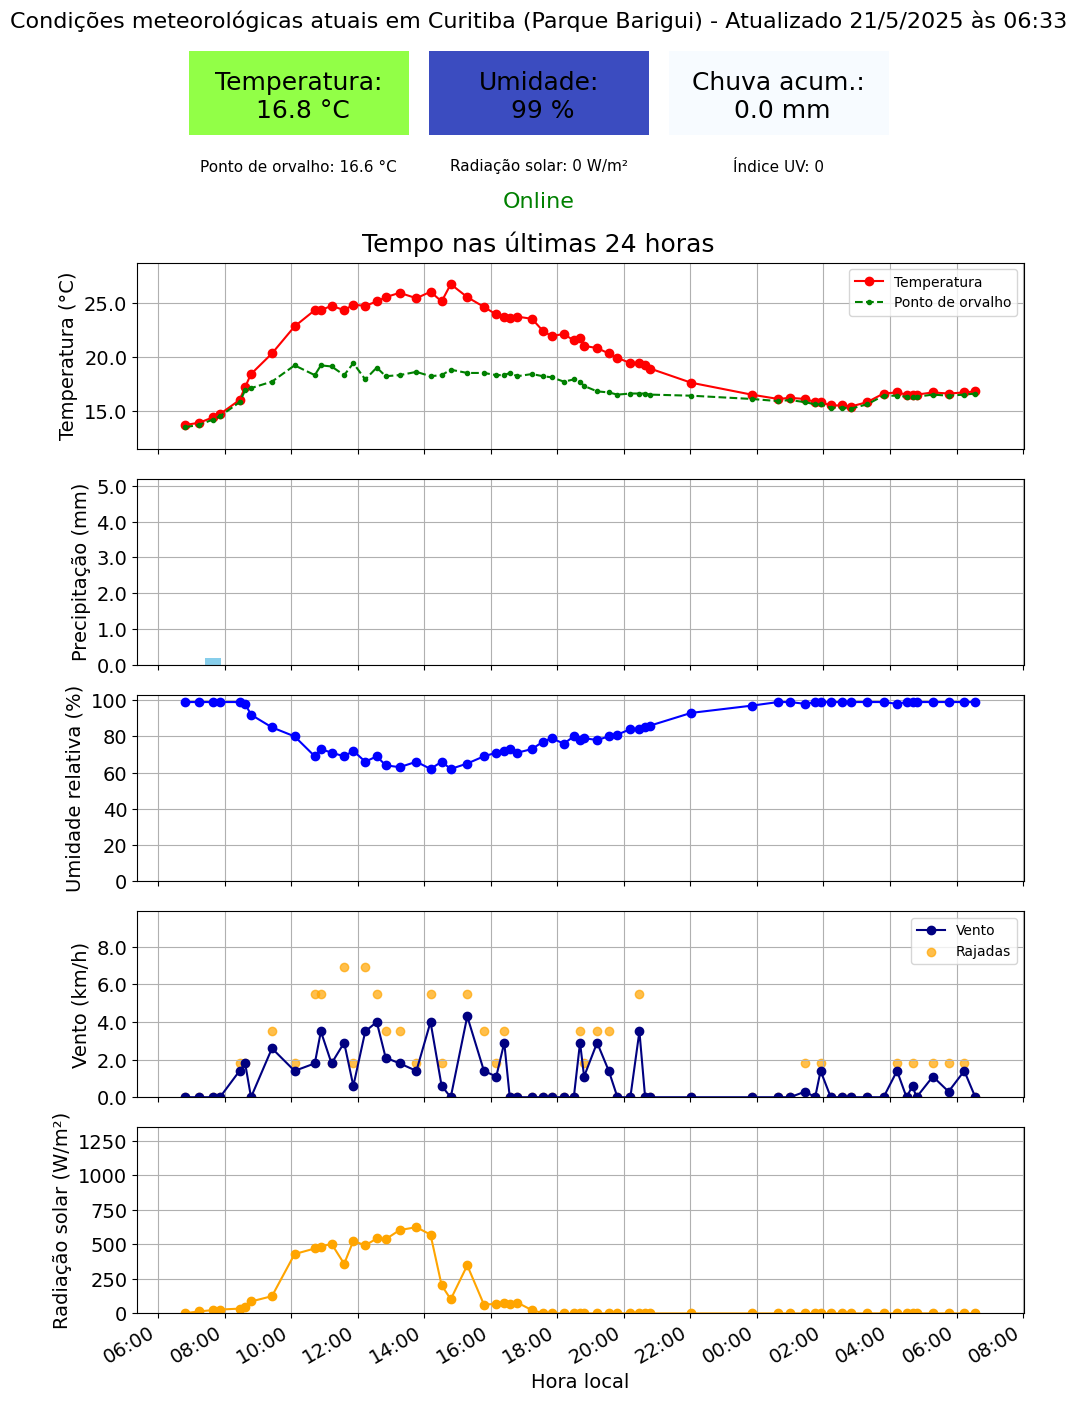 Condições meteorológicas atuais em Curitiba (Parque Barigui) - Atualizado 21/5/2025 às 06:33
Temperatura:
16.8 °C
Umidade:
99 %
Chuva acum.:
0.0 mm
Ponto de orvalho: 16.6 °C
Radiação solar: 0 W/m²
Índice UV: 0
Online
Tempo nas últimas 24 horas
Temperatura (°C)
25.0
20.0
15.0
Temperatura
Ponto de orvalho
Precipitação (mm)
5.0
4.0
3.0
2.0
1.0
0.0
Umidade relativa (%)
100
80
60
40
20
0
Vento (km/h)
8.0
6.0
4.0
2.0
0.0
Vento
Rajadas
Radiação solar (W/m²)
1250
1000
750
500
250
0
06:00
08:00
10:00
12:00
14:00
16:00
18:00
20:00
22:00
00:00
02:00
04:00
06:00
08:00
Hora local